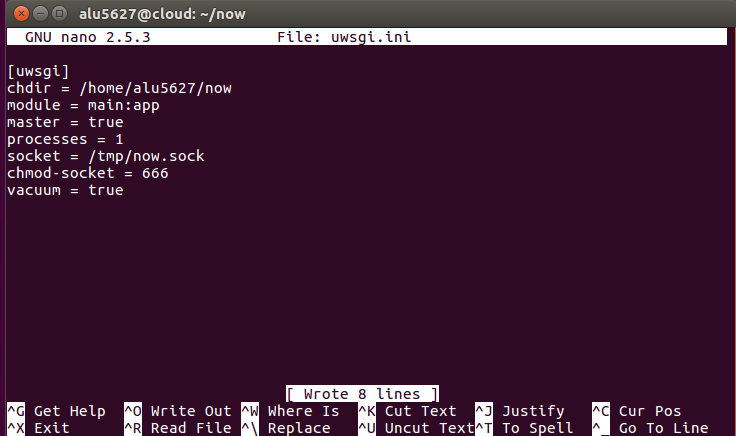 alu5627@cloud: ~/now
GNU nano 2.5.3 File: uwsgi.ini
[uwsgi]
chdir = /home/alu5627/now
module = main:app
master = true
processes = 1
socket = /tmp/now.sock
chmod-socket = 666
vacuum = true
[ Wrote 8 lines ]
^G Get Help ^O Write Out ^W Where Is ^K Cut Text ^J Justify ^C Cur Pos
^X Exit ^R Read File ^\ Replace ^U Uncut Text ^T To Spell ^_ Go To Line